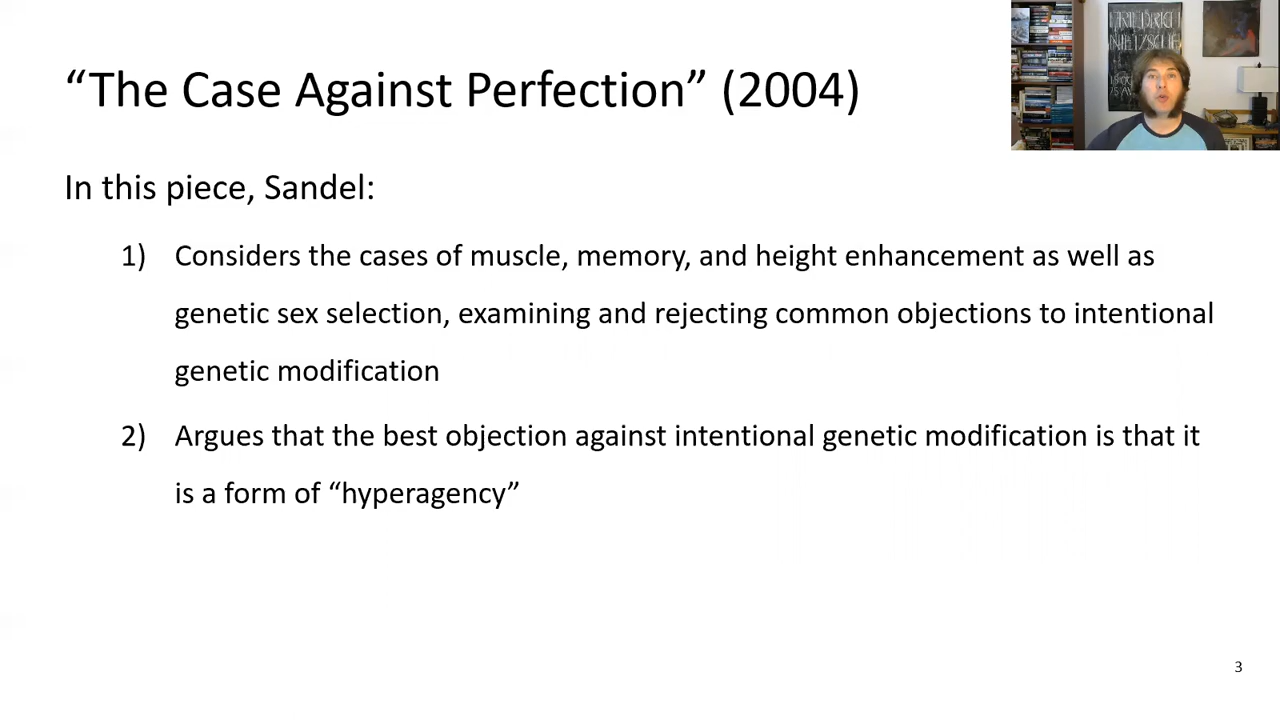 “The Case Against Perfection” (2004)
FRIEDRICH
NIETZSCHE
In this piece, Sandel:
1) Considers the cases of muscle, memory, and height enhancement as well as
genetic sex selection, examining and rejecting common objections to intentional
genetic modification
2) Argues that the best objection against intentional genetic modification is that it
is a form of “hyperagency”
3